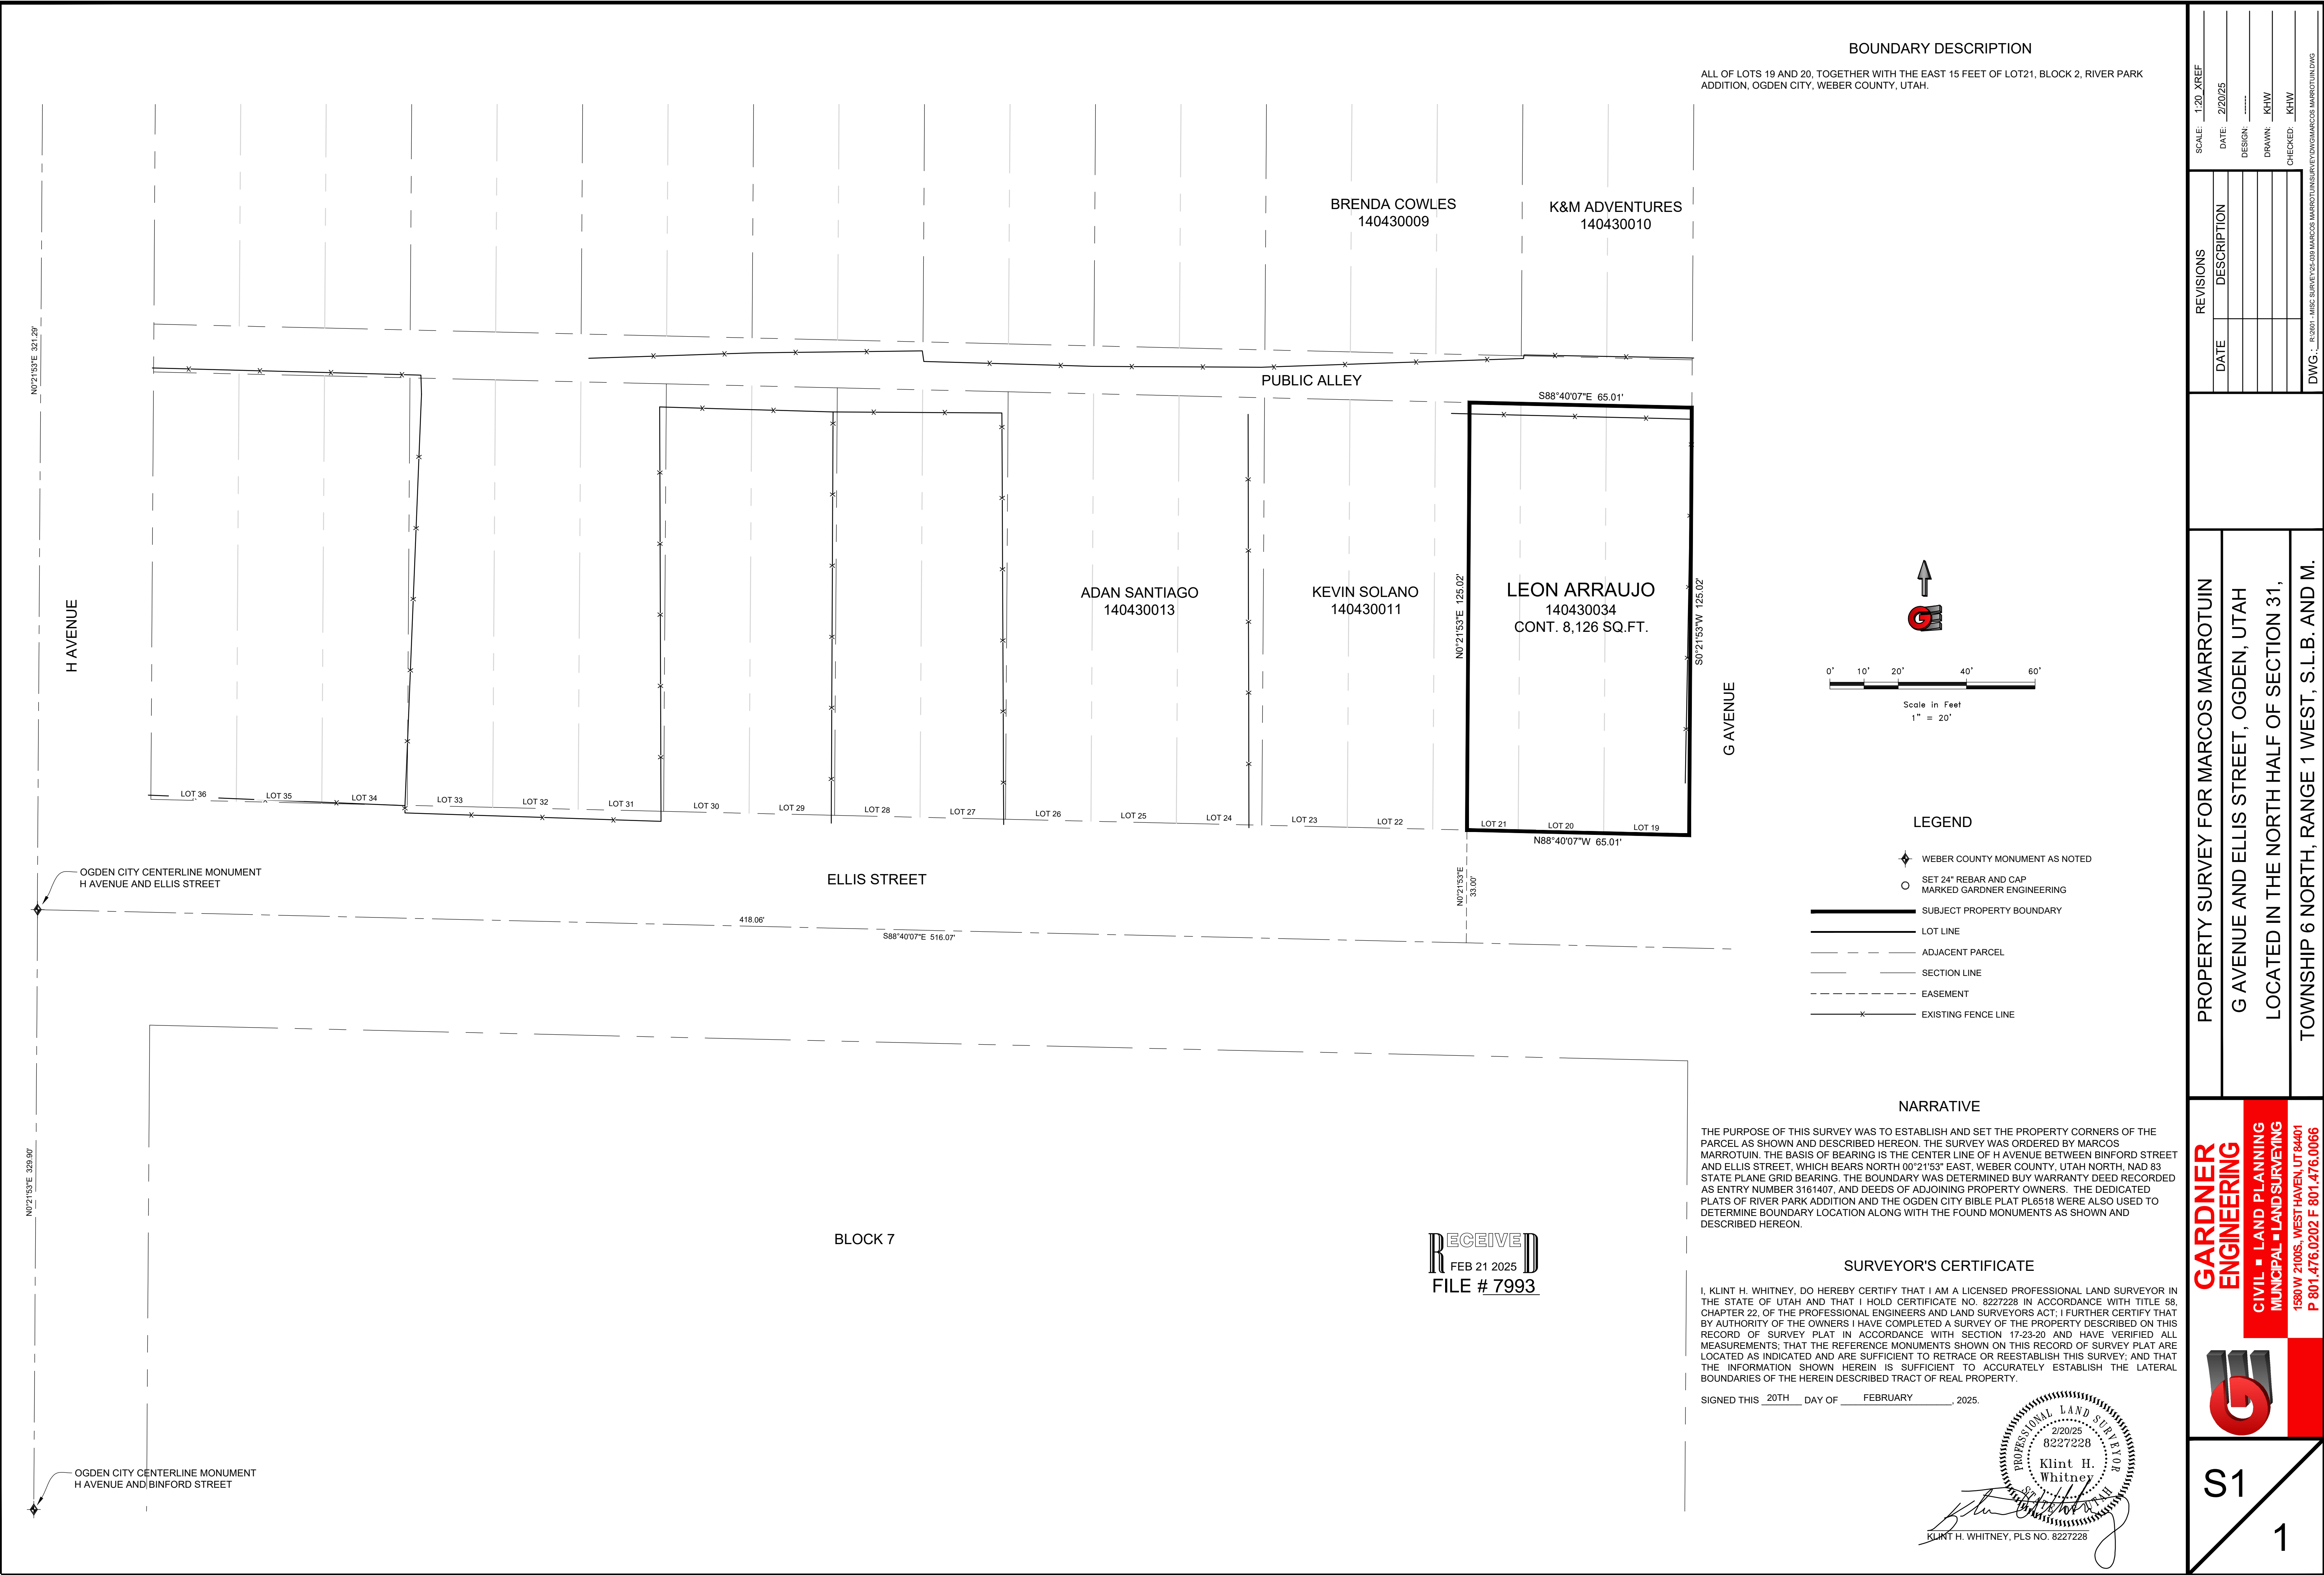 BOUNDARY DESCRIPTION
ALL OF LOTS 19 AND 20, TOGETHER WITH THE EAST 15 FEET OF LOT21, BLOCK 2, RIVER PARK
ADDITION, OGDEN CITY, WEBER COUNTY, UTAH.
BRENDA COWLES
140430009
K&M ADVENTURES
140430010
N0°21'53"E 321.29'
PUBLIC ALLEY
S88°40'07"E 65.01'
H AVENUE
ADAN SANTIAGO
140430013
KEVIN SOLANO
140430011
N0°21'53"E 125.02'
LEON ARRAUJO
140430034
CONT. 8,126 SQ.FT.
S0°21'53"W 125.02'
G AVENUE
LOT 36
LOT 35
LOT 34
LOT 33
LOT 32
LOT 31
LOT 30
LOT 29
LOT 28
LOT 27
LOT 26
LOT 25
LOT 24
LOT 23
LOT 22
LOT 21
LOT 20
LOT 19
N88°40'07"W 65.01'
OGDEN CITY CENTERLINE MONUMENT
H AVENUE AND ELLIS STREET
ELLIS STREET
N0°21'53"E
33.00'
418.06'
S88°40'07"E 516.07'
N0°21'53"E 329.90'
BLOCK 7
OGDEN CITY CENTERLINE MONUMENT
H AVENUE AND BINFORD STREET
RECEIVED
FEB 21 2025
FILE # 7993
0' 10' 20' 40' 60'
Scale in Feet
1" = 20'
LEGEND
WEBER COUNTY MONUMENT AS NOTED
SET 24" REBAR AND CAP
MARKED GARDNER ENGINEERING
SUBJECT PROPERTY BOUNDARY
LOT LINE
ADJACENT PARCEL
SECTION LINE
EASEMENT
EXISTING FENCE LINE
NARRATIVE
THE PURPOSE OF THIS SURVEY WAS TO ESTABLISH AND SET THE PROPERTY CORNERS OF THE
PARCEL AS SHOWN AND DESCRIBED HEREON. THE SURVEY WAS ORDERED BY MARCOS
MARROTUIN. THE BASIS OF BEARING IS THE CENTER LINE OF H AVENUE BETWEEN BINFORD STREET
AND ELLIS STREET, WHICH BEARS NORTH 00°21'53" EAST, WEBER COUNTY, UTAH NORTH, NAD 83
STATE PLANE GRID BEARING. THE BOUNDARY WAS DETERMINED BUY WARRANTY DEED RECORDED
AS ENTRY NUMBER 3161407, AND DEEDS OF ADJOINING PROPERTY OWNERS. THE DEDICATED
PLATS OF RIVER PARK ADDITION AND THE OGDEN CITY BIBLE PLAT PL6518 WERE ALSO USED TO
DETERMINE BOUNDARY LOCATION ALONG WITH THE FOUND MONUMENTS AS SHOWN AND
DESCRIBED HEREON.
SURVEYOR'S CERTIFICATE
I, KLINT H. WHITNEY, DO HEREBY CERTIFY THAT I AM A LICENSED PROFESSIONAL LAND SURVEYOR IN
THE STATE OF UTAH AND THAT I HOLD CERTIFICATE NO. 8227228 IN ACCORDANCE WITH TITLE 58,
CHAPTER 22, OF THE PROFESSIONAL ENGINEERS AND LAND SURVEYORS ACT; I FURTHER CERTIFY THAT
BY AUTHORITY OF THE OWNERS I HAVE COMPLETED A SURVEY OF THE PROPERTY DESCRIBED ON THIS
RECORD OF SURVEY PLAT IN ACCORDANCE WITH SECTION 17-23-20 AND HAVE VERIFIED ALL
MEASUREMENTS; THAT THE REFERENCE MONUMENTS SHOWN ON THIS RECORD OF SURVEY PLAT ARE
LOCATED AS INDICATED AND ARE SUFFICIENT TO RETRACE OR REESTABLISH THIS SURVEY; AND THAT
THE INFORMATION SHOWN HEREIN IS SUFFICIENT TO ACCURATELY ESTABLISH THE LATERAL
BOUNDARIES OF THE HEREIN DESCRIBED TRACT OF REAL PROPERTY.
SIGNED THIS 20TH DAY OF FEBRUARY, 2025.
PROFESSIONAL LAND SURVEYOR
2/20/25
8227228
Klint H.
Whitney
STATE OF UTAH
KLINT H. WHITNEY, PLS NO. 8227228
SCALE: 1:20_XREF
DATE: 2/20/25
DESIGN: ------
DRAWN: KHW
CHECKED: KHW
DWG.: R:\2601 - MISC SURVEY\25-039 MARCOS MARROTUIN\SURVEY\DWG\MARCOS MARROTUIN.DWG
REVISIONS
DATE DESCRIPTION
PROPERTY SURVEY FOR MARCOS MARROTUIN
G AVENUE AND ELLIS STREET, OGDEN, UTAH
LOCATED IN THE NORTH HALF OF SECTION 31,
TOWNSHIP 6 NORTH, RANGE 1 WEST, S.L.B. AND M.
GARDNER
ENGINEERING
CIVIL ▪ LAND PLANNING
MUNICIPAL ▪ LAND SURVEYING
1580 W 2100S., WEST HAVEN, UT 84401
P 801.476.0202 F 801.476.0066
S1
1